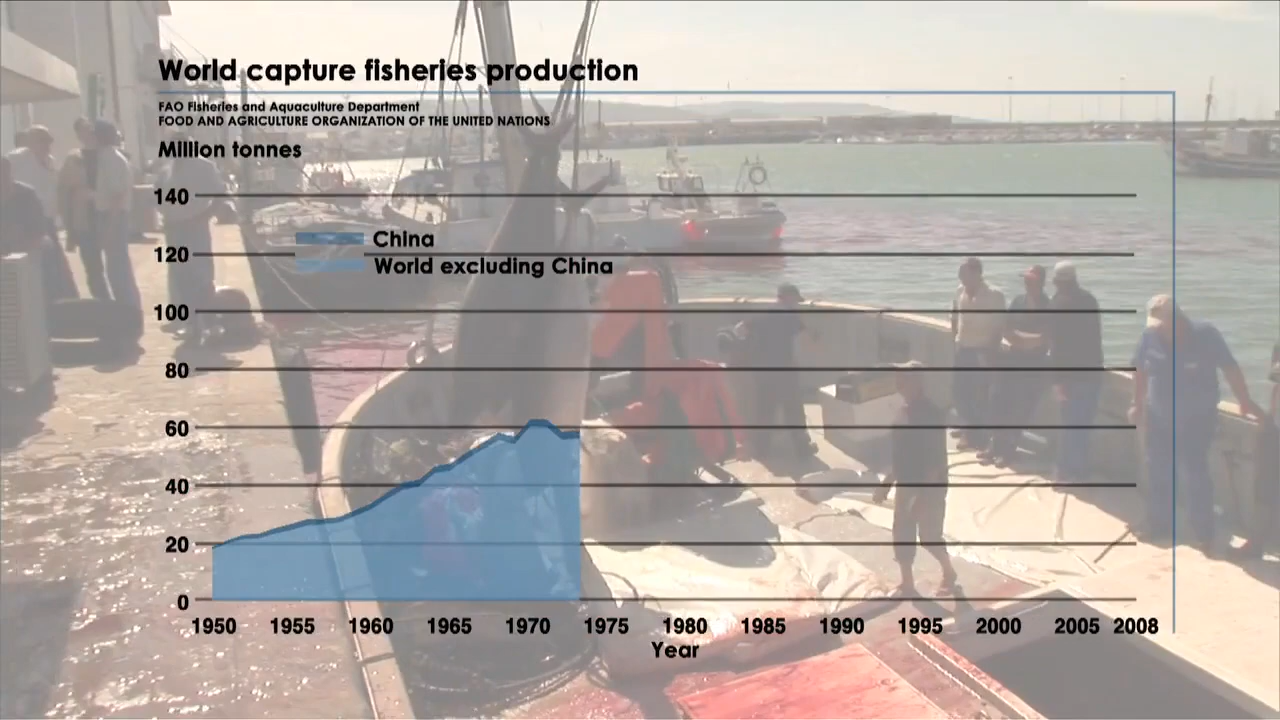 World capture fisheries production
FAO Fisheries and Aquaculture Department
FOOD AND AGRICULTURE ORGANIZATION OF THE UNITED NATIONS
Million tonnes
140
China
120
World excluding China
100
80
60
40
20
0
1950 1955 1960 1965 1970 1975 1980 1985 1990 1995 2000 2005 2008
Year